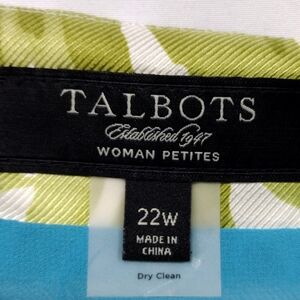 TALBOTS
Established 1947
WOMAN PETITES
22W
MADE IN
CHINA
Dry Clean